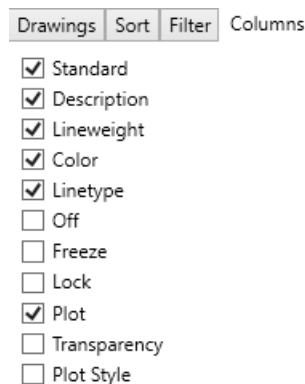 Drawings Sort Filter Columns
Standard
Description
Lineweight
Color
Linetype
Off
Freeze
Lock
Plot
Transparency
Plot Style